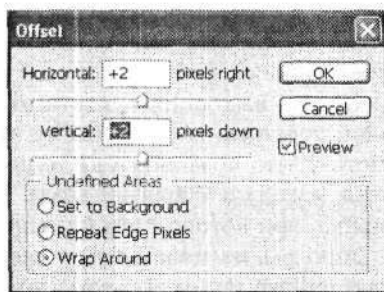 Offset
Horizontal: +2 pixels right
OK
Cancel
Vertical: +2 pixels down
Preview
Undefined Areas
Set to Background
Repeat Edge Pixels
Wrap Around